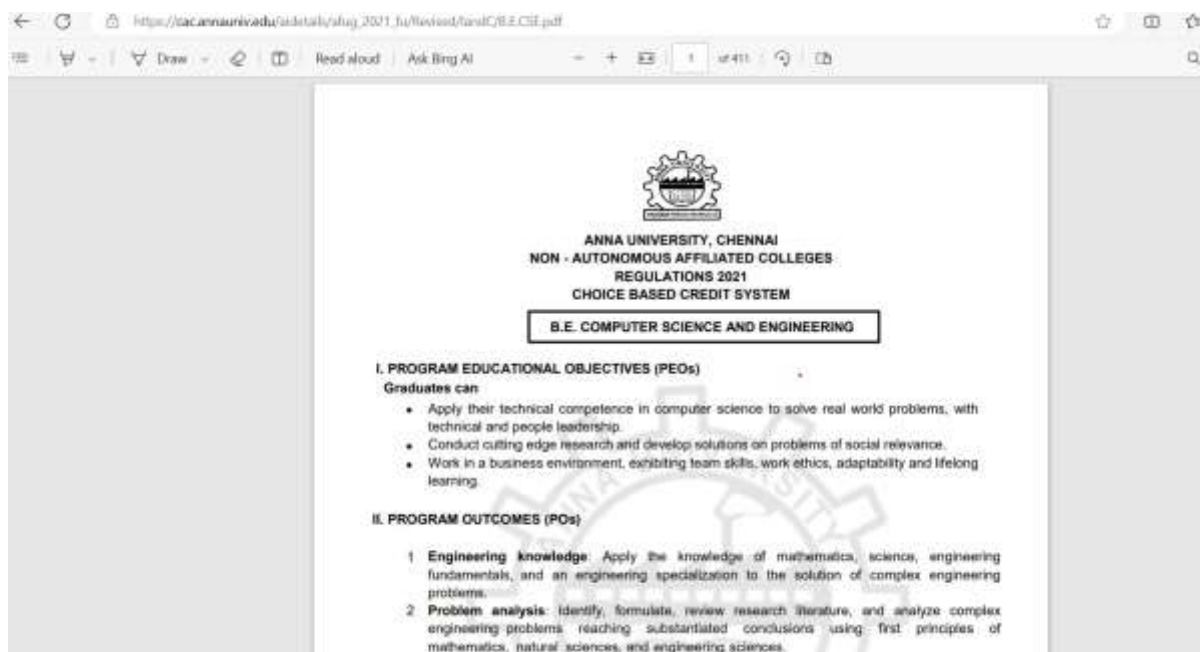 Draw
Read aloud
Ask Bing AI
1
of 411
ANNA UNIVERSITY, CHENNAI
NON - AUTONOMOUS AFFILIATED COLLEGES
REGULATIONS 2021
CHOICE BASED CREDIT SYSTEM
B.E. COMPUTER SCIENCE AND ENGINEERING
I. PROGRAM EDUCATIONAL OBJECTIVES (PEOs)
Graduates can
• Apply their technical competence in computer science to solve real world problems, with
technical and people leadership.
• Conduct cutting edge research and develop solutions on problems of social relevance.
• Work in a business environment, exhibiting team skills, work ethics, adaptability and lifelong
learning.
II. PROGRAM OUTCOMES (POs)
1 Engineering knowledge: Apply the knowledge of mathematics, science, engineering
fundamentals, and an engineering specialization to the solution of complex engineering
problems.
2 Problem analysis: Identify, formulate, review research literature, and analyze complex
engineering problems reaching substantiated conclusions using first principles of
mathematics, natural sciences, and engineering sciences.